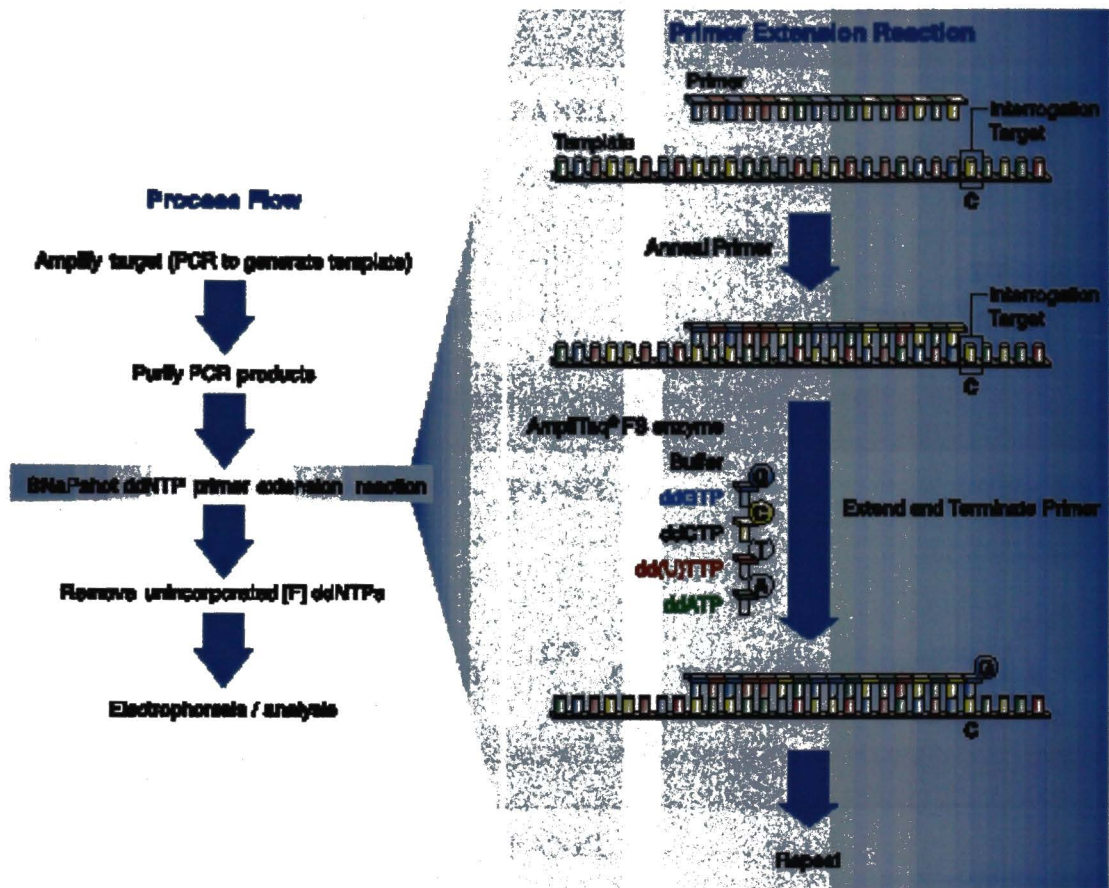 Process Flow
Amplify target (PCR to generate template)
Purify PCR products
SNaPshot ddNTP primer extension reaction
Remove unincorporated [F] ddNTPs
Electrophoresis / analysis
Primer Extension Reaction
Primer
Interrogation
Target
Template
C
Anneal Primer
Interrogation
Target
C
AmpliTaq® FS enzyme
Buffer
G
ddGTP
C
ddCTP
T
dd(U)TTP
A
ddATP
Extend and Terminate Primer
G
C
Repeat